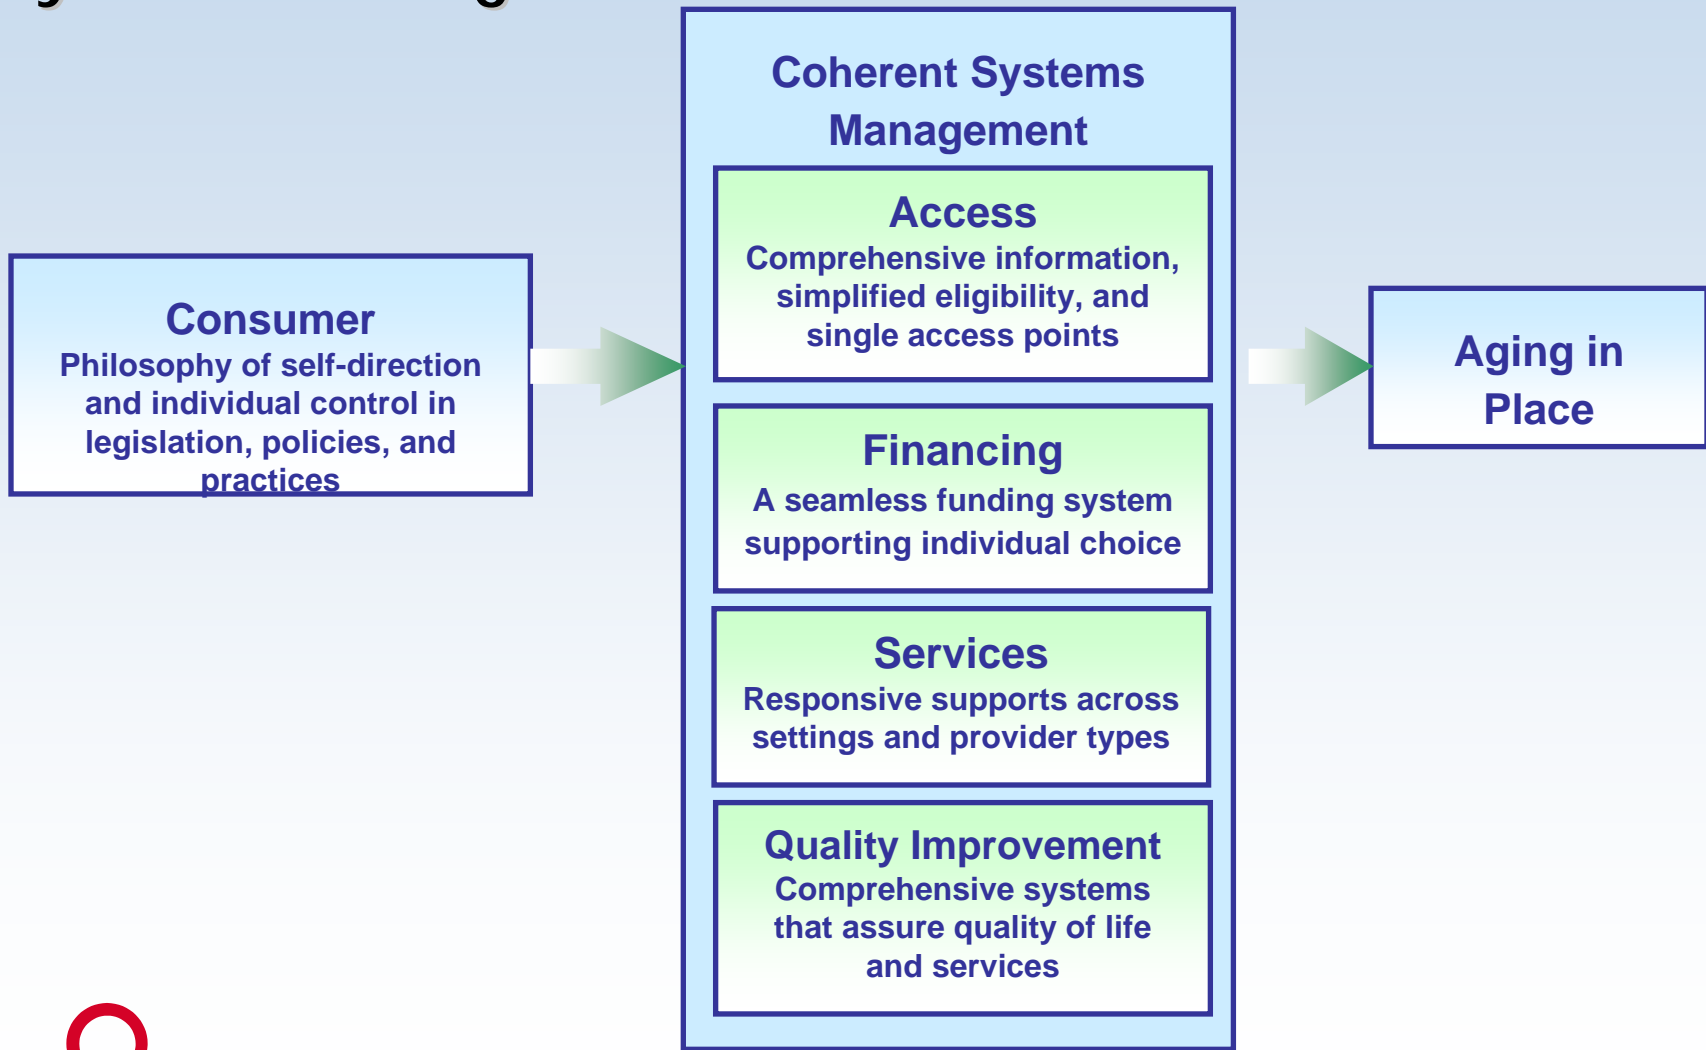 Coherent Systems
Management
Access
Comprehensive information,
simplified eligibility, and
single access points
Consumer
Philosophy of self-direction
and individual control in
legislation, policies, and
practices
Aging in
Place
Financing
A seamless funding system
supporting individual choice
Services
Responsive supports across
settings and provider types
Quality Improvement
Comprehensive systems
that assure quality of life
and services